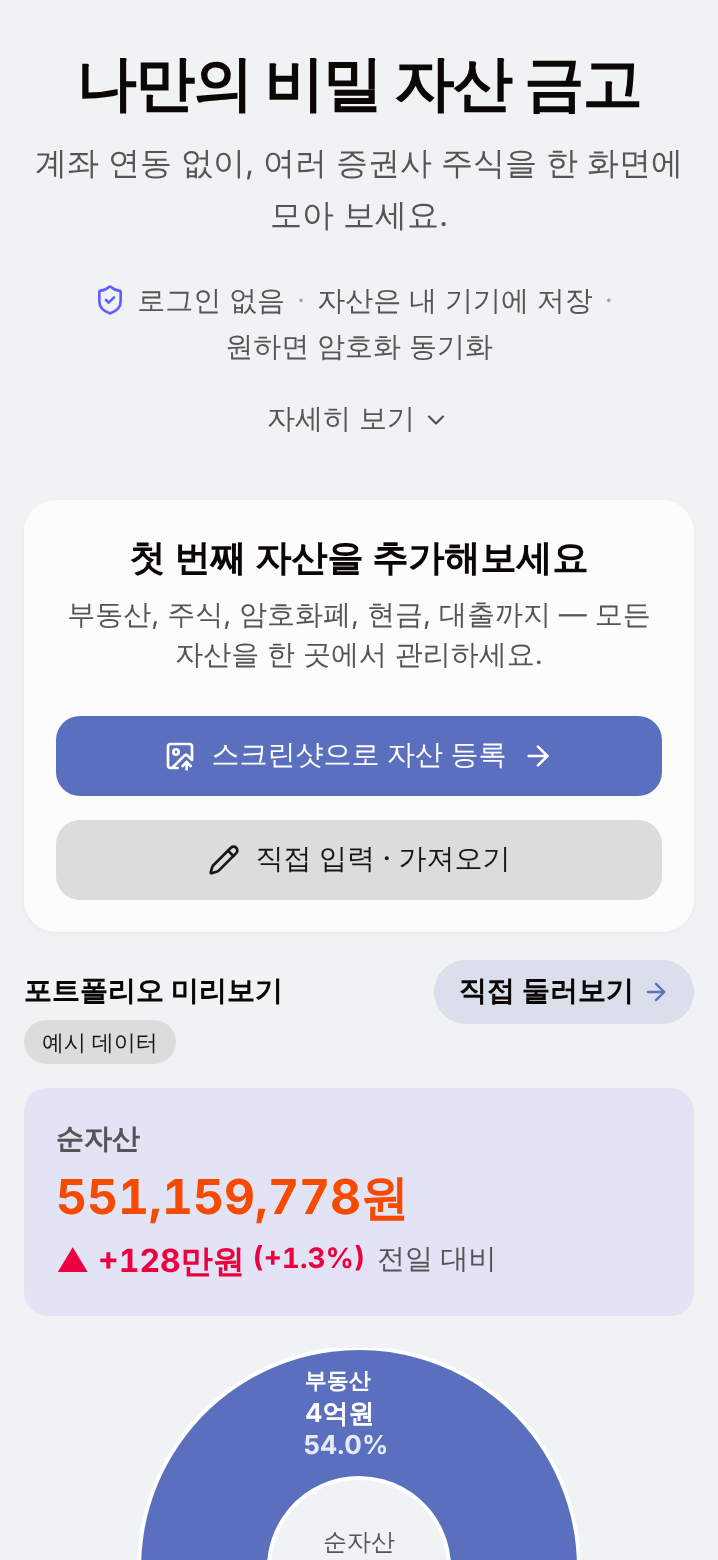 나만의 비밀 자산 금고
계좌 연동 없이, 여러 증권사 주식을 한 화면에
모아 보세요.
로그인 없음 · 자산은 내 기기에 저장 ·
원하면 암호화 동기화
자세히 보기
첫 번째 자산을 추가해보세요
부동산, 주식, 암호화폐, 현금, 대출까지 — 모든
자산을 한 곳에서 관리하세요.
스크린샷으로 자산 등록 →
직접 입력 · 가져오기
포트폴리오 미리보기
직접 둘러보기 →
예시 데이터
순자산
551,159,778원
▲ +128만원 (+1.3%) 전일 대비
부동산
4억원
54.0%
순자산